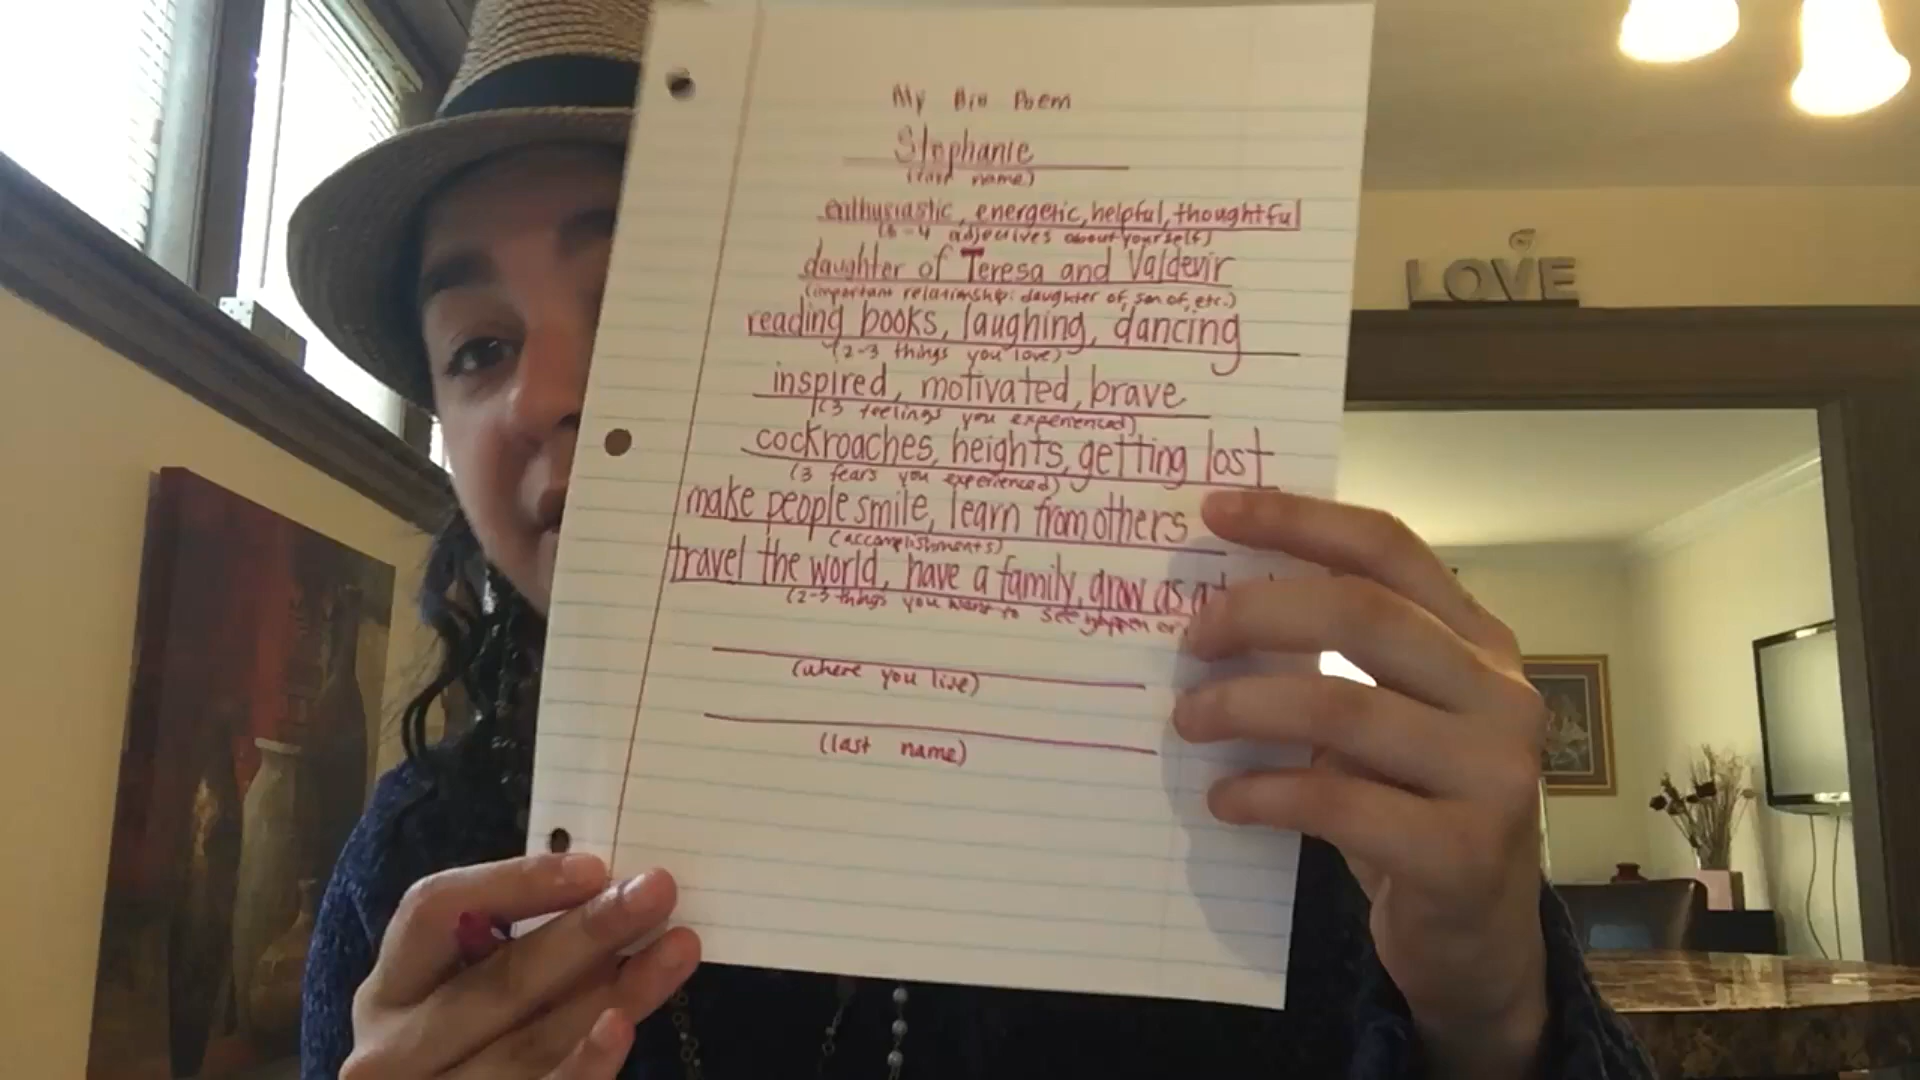 My Bio Poem
Stephanie
name)
enthusiastic, energetic, helpful, thoughtful
(3-4 adjectives about yourself)
daughter of Teresa and Valdevir
(important relationship: daughter of, son of, etc.)
reading books, laughing, dancing
(2-3 things you love)
inspired, motivated, brave
(3 feelings you experienced)
cockroaches, heights, getting lost
(3 fears you experienced)
make people smile, learn from others
(accomplishments)
travel the world, have a family, grow as a
(2-3 things you want to see happen or
(where you live)
(last name)
LOVE